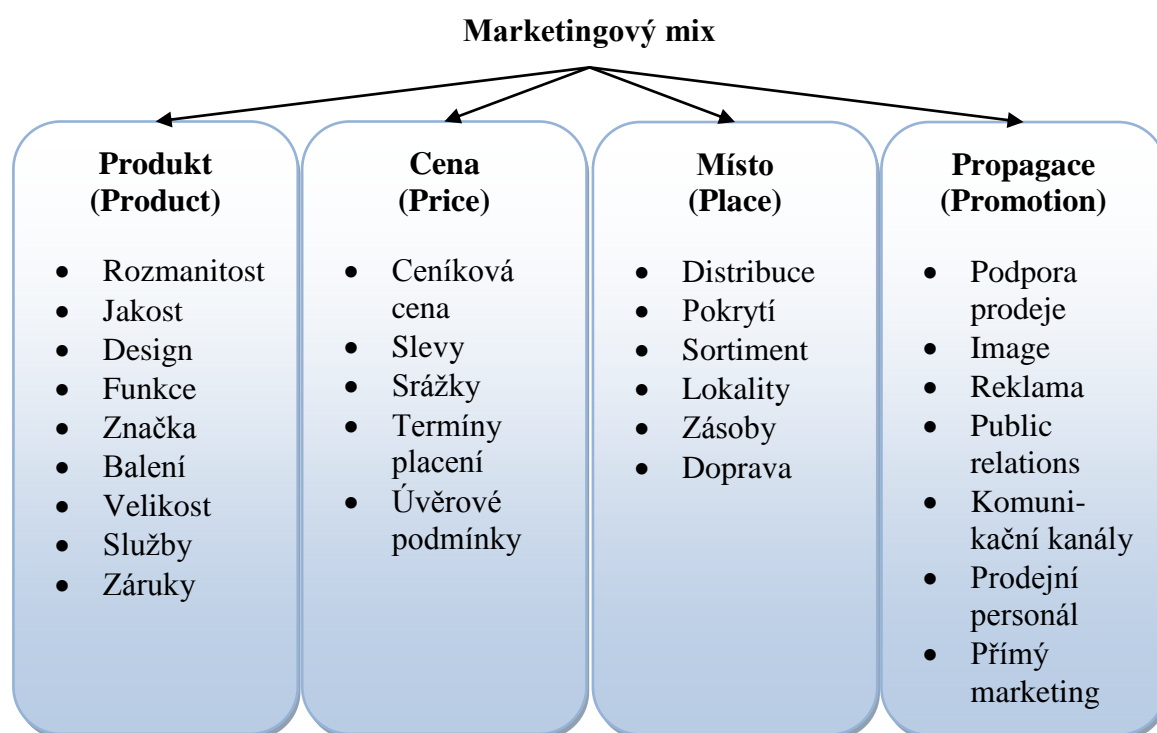 Marketingový mix
Produkt
(Product)
• Rozmanitost
• Jakost
• Design
• Funkce
• Značka
• Balení
• Velikost
• Služby
• Záruky
Cena
(Price)
• Ceníková
cena
• Slevy
• Srážky
• Termíny
placení
• Úvěrové
podmínky
Místo
(Place)
• Distribuce
• Pokrytí
• Sortiment
• Lokality
• Zásoby
• Doprava
Propagace
(Promotion)
• Podpora
prodeje
• Image
• Reklama
• Public
relations
• Komuni-
kační kanály
• Prodejní
personál
• Přímý
marketing